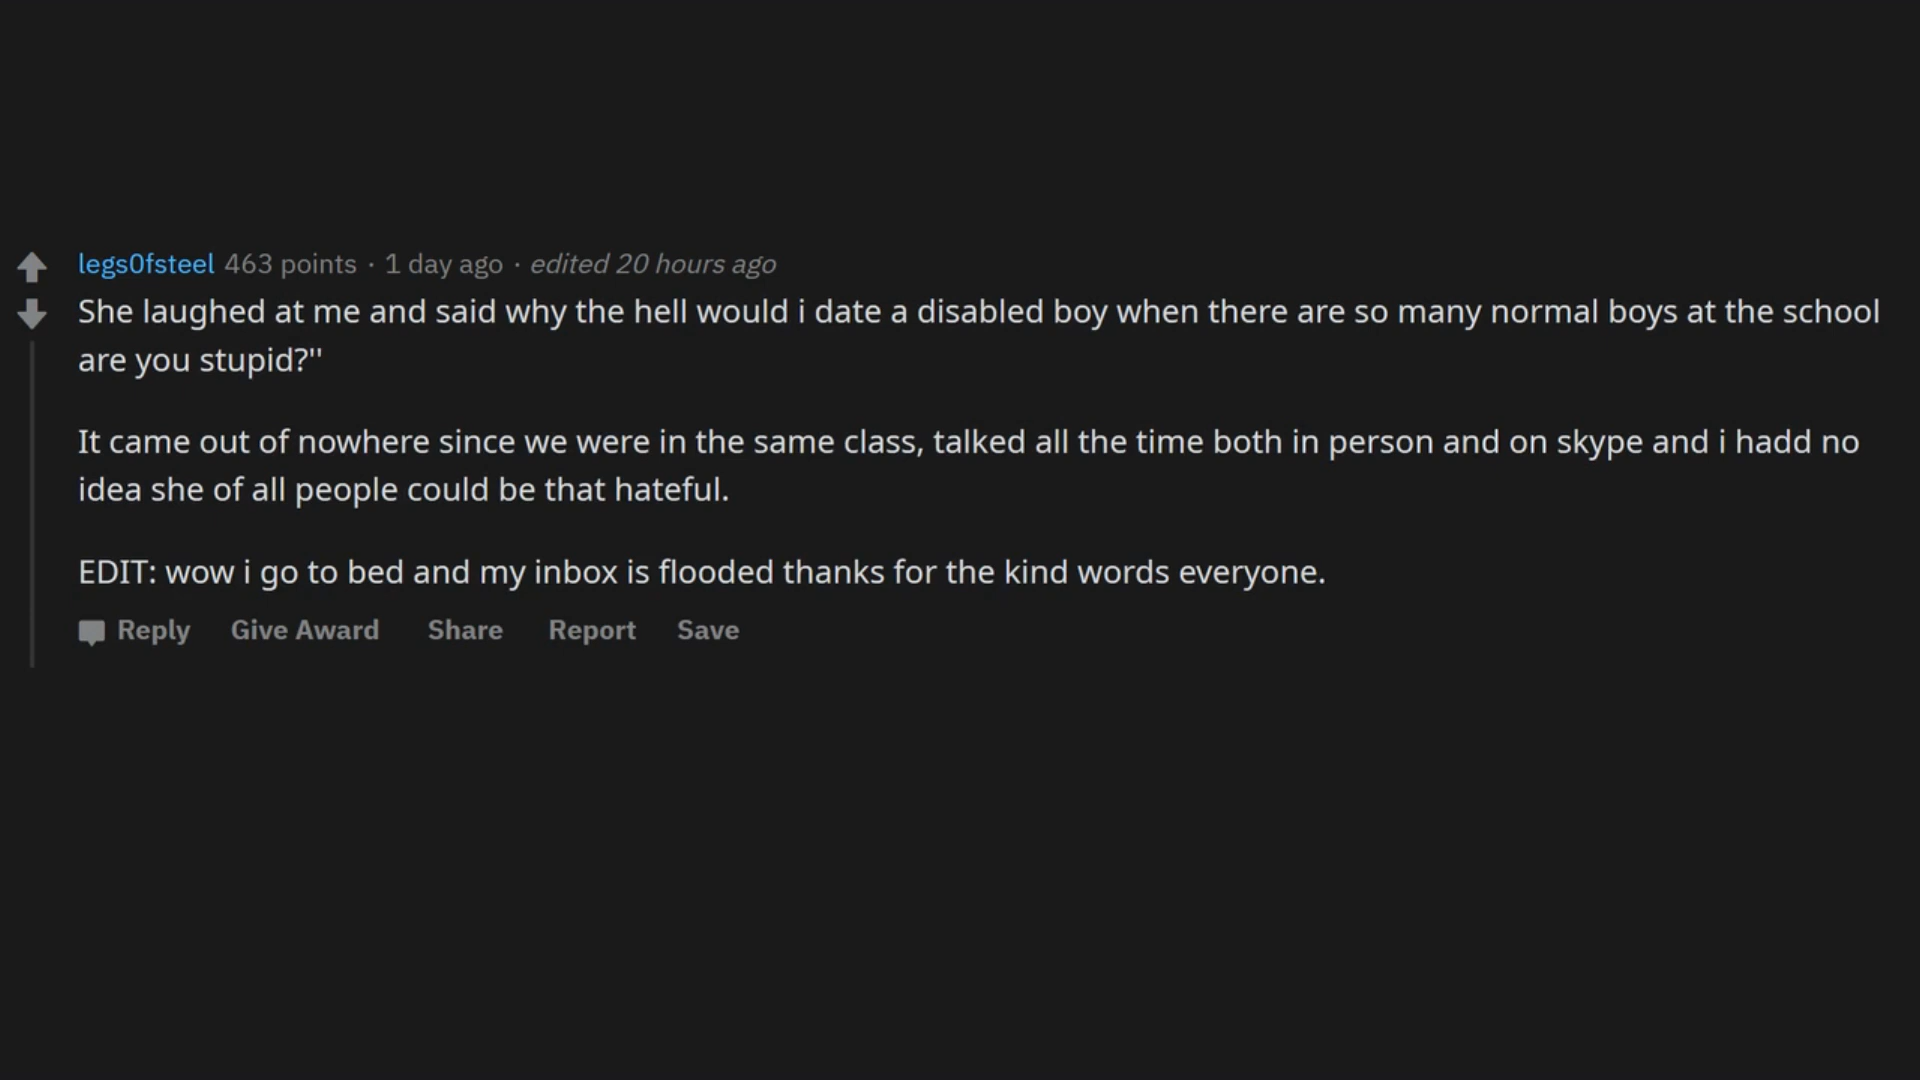 legs0fsteel 463 points · 1 day ago · edited 20 hours ago
She laughed at me and said why the hell would i date a disabled boy when there are so many normal boys at the school
are you stupid?"
It came out of nowhere since we were in the same class, talked all the time both in person and on skype and i hadd no
idea she of all people could be that hateful.
EDIT: wow i go to bed and my inbox is flooded thanks for the kind words everyone.
Reply Give Award Share Report Save